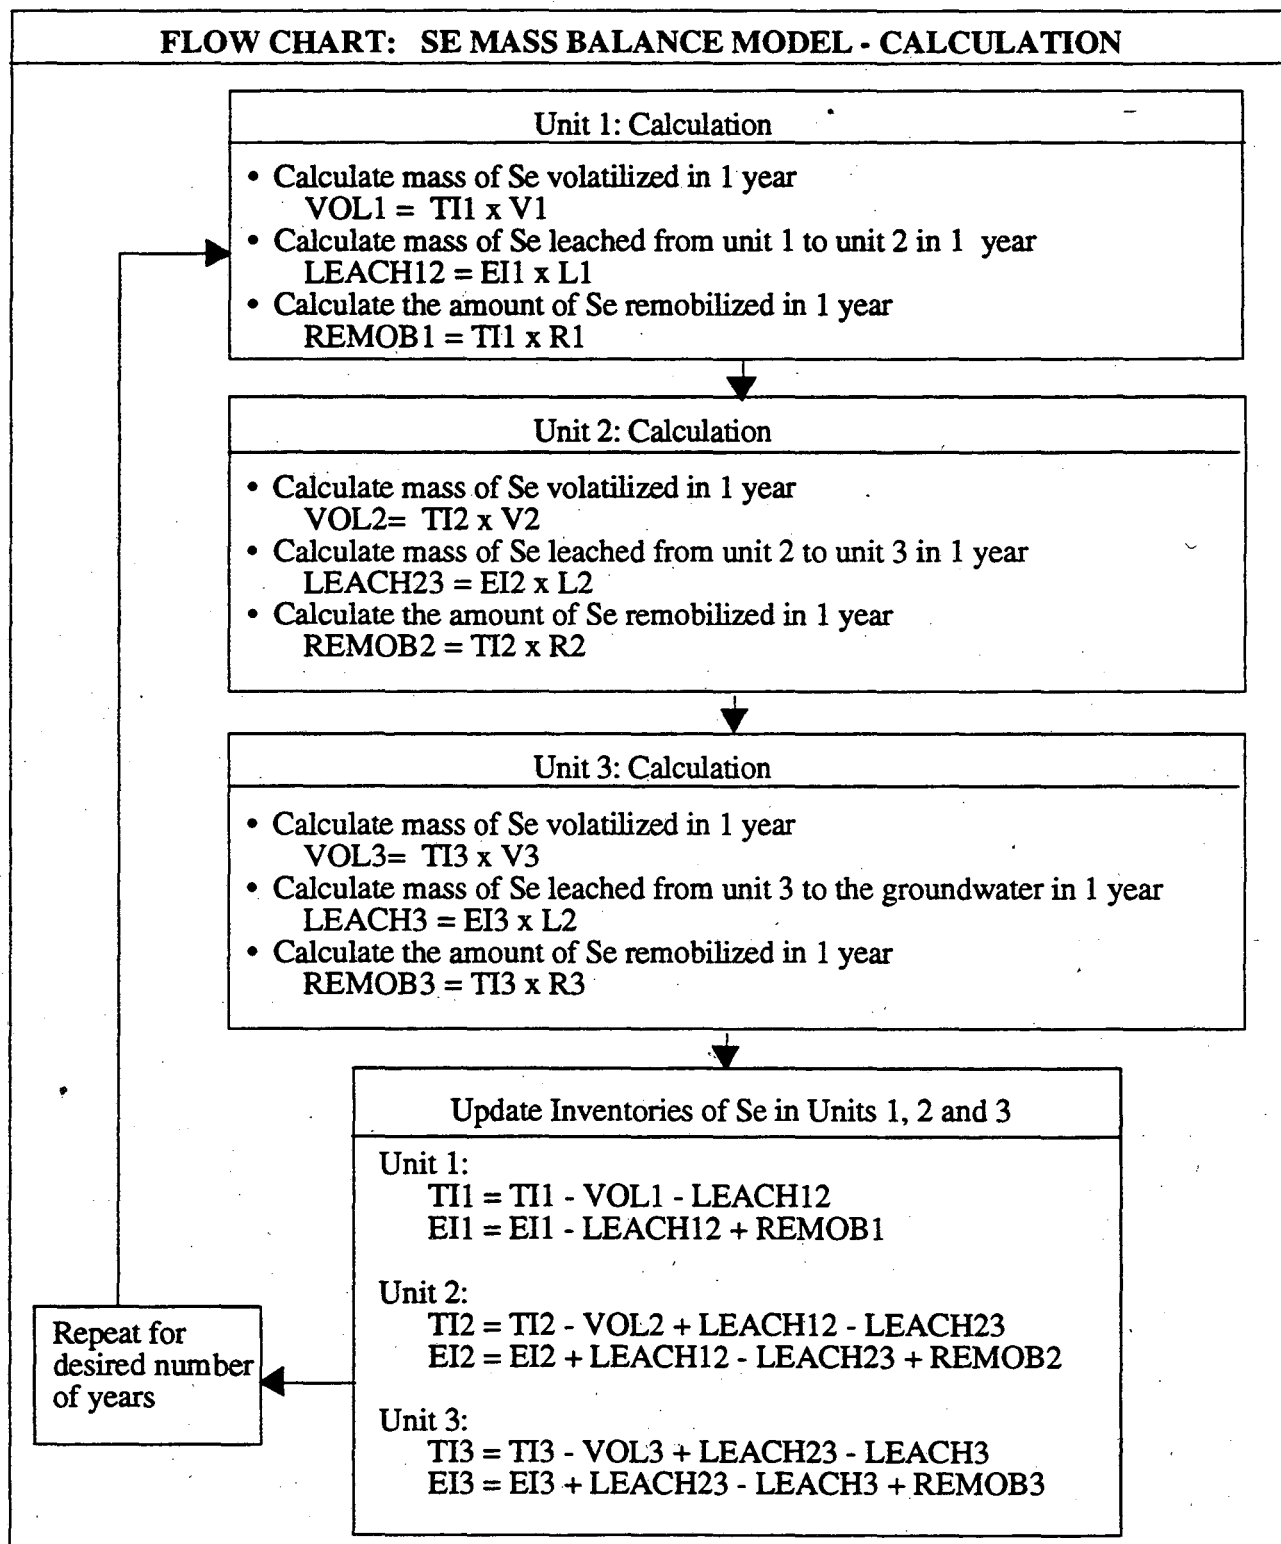 FLOW CHART: SE MASS BALANCE MODEL - CALCULATION
Unit 1: Calculation
• Calculate mass of Se volatilized in 1 year
VOL1 = TI1 x V1
• Calculate mass of Se leached from unit 1 to unit 2 in 1 year
LEACH12 = EI1 x L1
• Calculate the amount of Se remobilized in 1 year
REMOB1 = TI1 x R1
Unit 2: Calculation
• Calculate mass of Se volatilized in 1 year
VOL2= TI2 x V2
• Calculate mass of Se leached from unit 2 to unit 3 in 1 year
LEACH23 = EI2 x L2
• Calculate the amount of Se remobilized in 1 year
REMOB2 = TI2 x R2
Unit 3: Calculation
• Calculate mass of Se volatilized in 1 year
VOL3= TI3 x V3
• Calculate mass of Se leached from unit 3 to the groundwater in 1 year
LEACH3 = EI3 x L2
• Calculate the amount of Se remobilized in 1 year
REMOB3 = TI3 x R3
Update Inventories of Se in Units 1, 2 and 3
Unit 1:
TI1 = TI1 - VOL1 - LEACH12
EI1 = EI1 - LEACH12 + REMOB1
Unit 2:
TI2 = TI2 - VOL2 + LEACH12 - LEACH23
EI2 = EI2 + LEACH12 - LEACH23 + REMOB2
Unit 3:
TI3 = TI3 - VOL3 + LEACH23 - LEACH3
EI3 = EI3 + LEACH23 - LEACH3 + REMOB3
Repeat for
desired number
of years